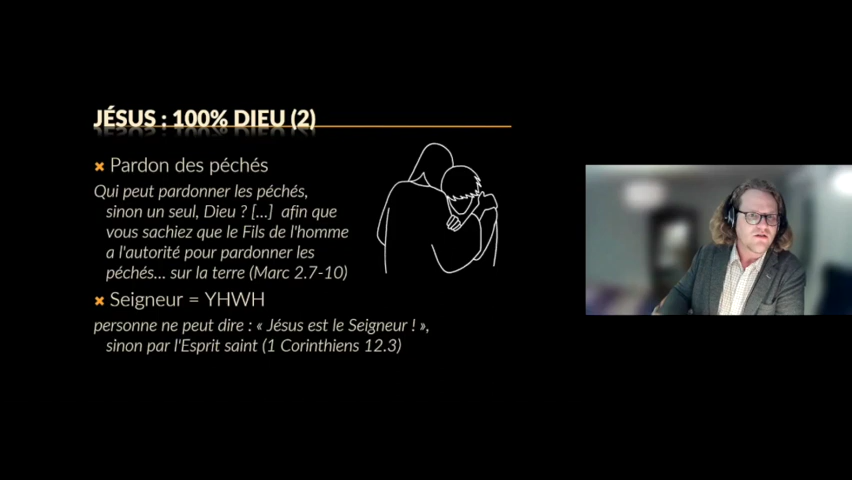 JÉSUS : 100% DIEU (2)
Pardon des péchés
Qui peut pardonner les péchés,
sinon un seul, Dieu ? [...] afin que
vous sachiez que le Fils de l'homme
a l'autorité pour pardonner les
péchés... sur la terre (Marc 2.7-10)
Seigneur = YHWH
personne ne peut dire : « Jésus est le Seigneur ! »,
sinon par l'Esprit saint (1 Corinthiens 12.3)